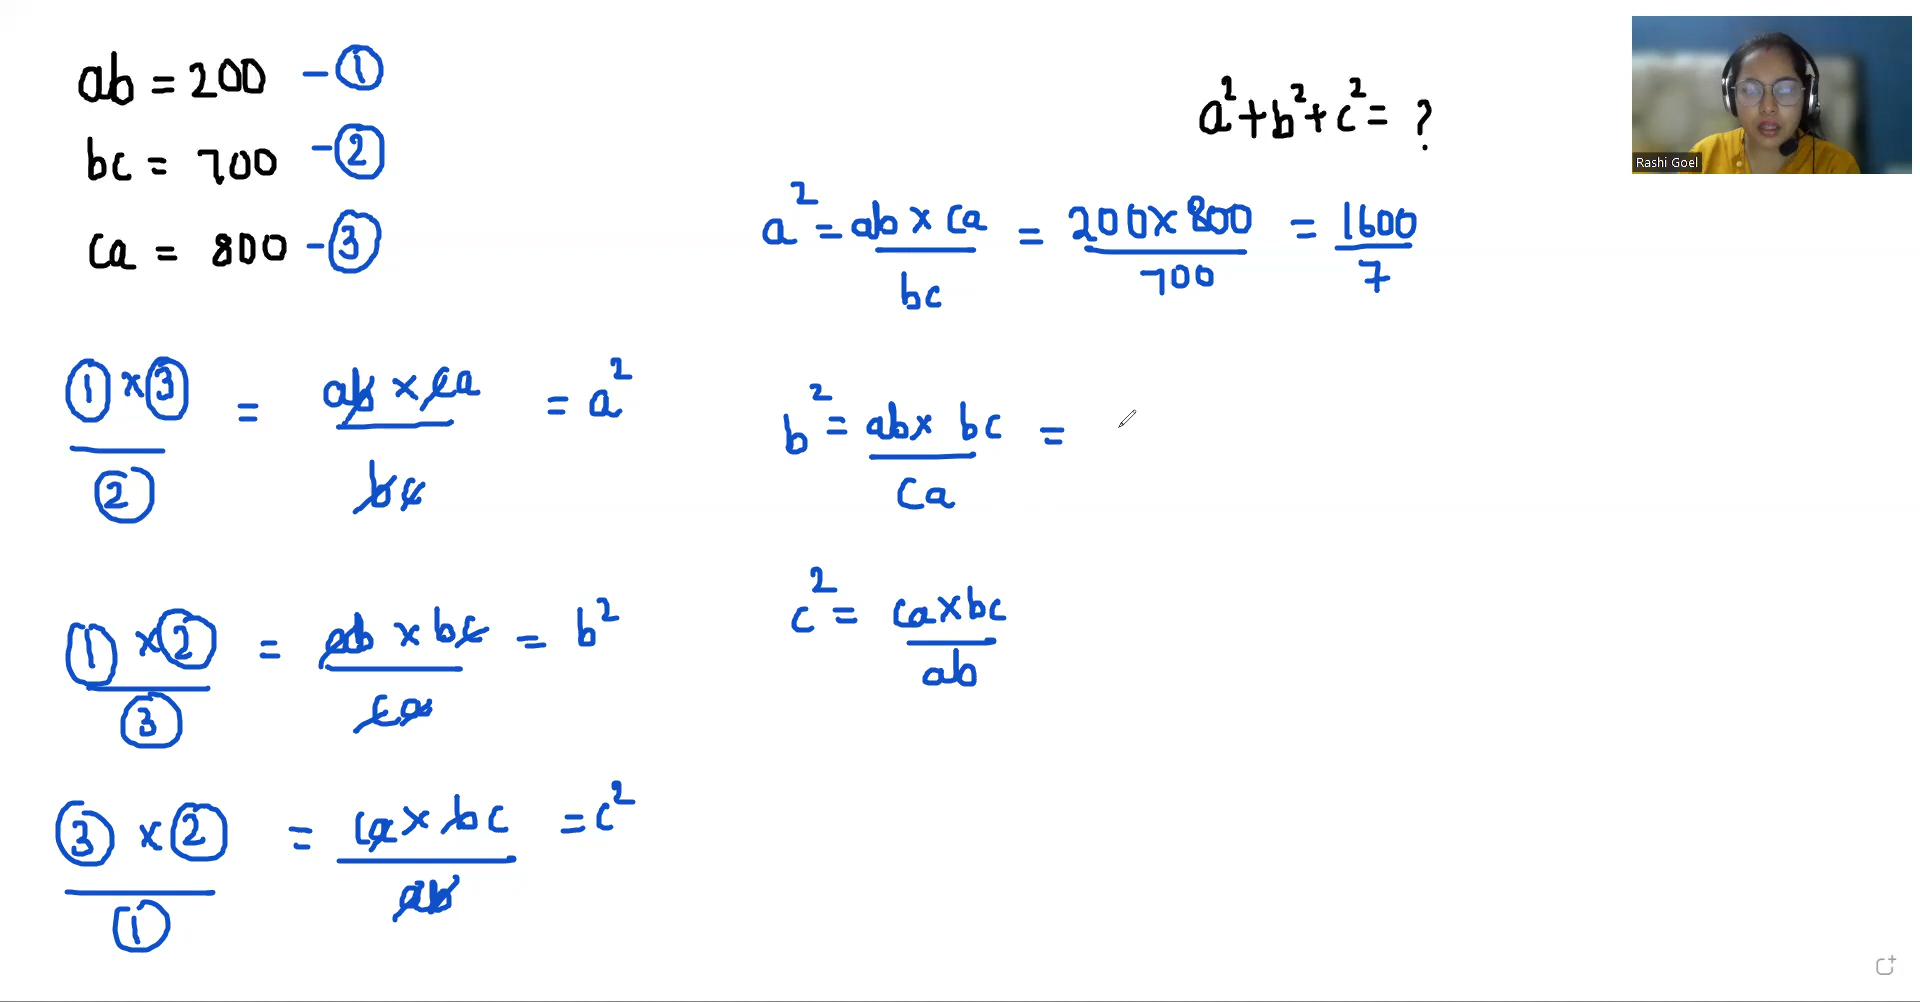 ab = 200 - ①
bc = 700 - ②
ca = 800 - ③
a² + b² + c² = ?
Rashi Goel
① × ③ / ② = ab × ca / bc = a²
① × ② / ③ = ab × bc / ca = b²
③ × ② / ① = ca × bc / ab = c²
a² = ab × ca / bc = 200 × 800 / 700 = 1600 / 7
b² = ab × bc / ca =
c² = ca × bc / ab